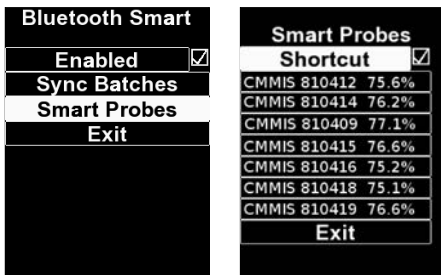 Bluetooth Smart
Enabled
Sync Batches
Smart Probes
Exit
Smart Probes
Shortcut
CMMIS 810412 75.6%
CMMIS 810414 76.2%
CMMIS 810409 77.1%
CMMIS 810415 76.6%
CMMIS 810416 75.2%
CMMIS 810418 75.1%
CMMIS 810419 76.6%
Exit